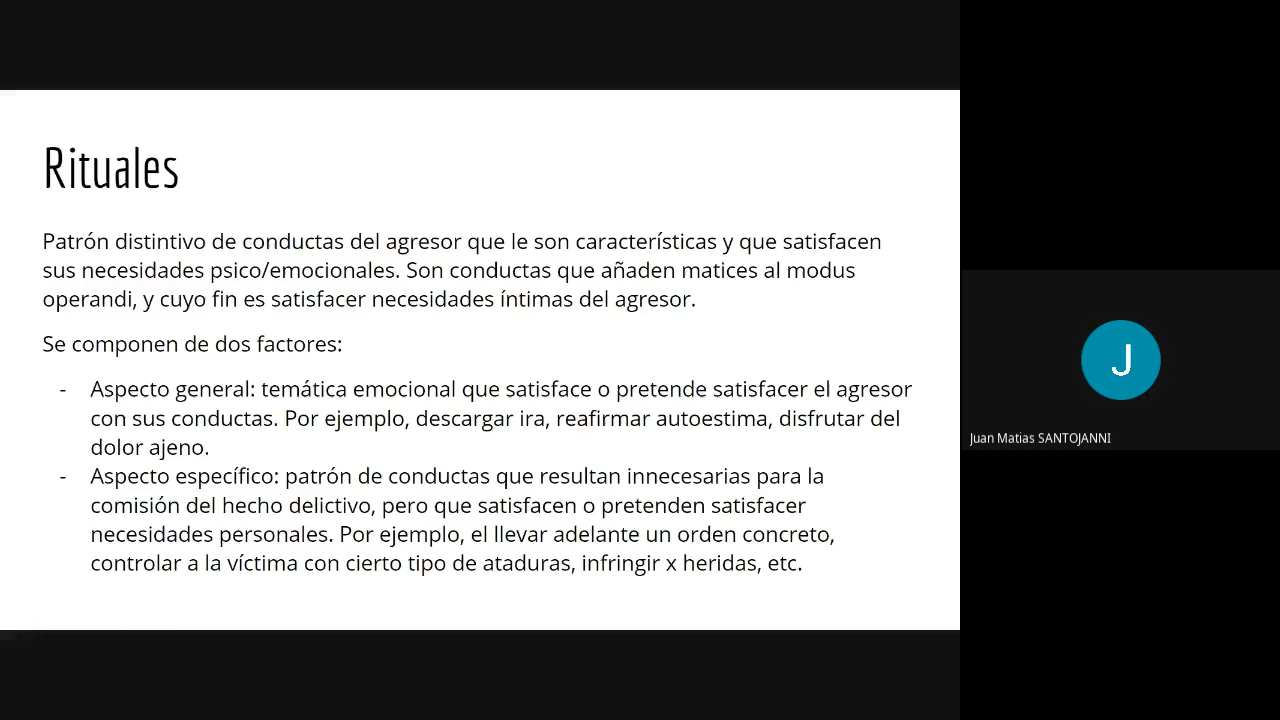 Rituales
Patrón distintivo de conductas del agresor que le son características y que satisfacen
sus necesidades psico/emocionales. Son conductas que añaden matices al modus
operandi, y cuyo fin es satisfacer necesidades íntimas del agresor.
Se componen de dos factores:
- Aspecto general: temática emocional que satisface o pretende satisfacer el agresor
con sus conductas. Por ejemplo, descargar ira, reafirmar autoestima, disfrutar del
dolor ajeno.
- Aspecto específico: patrón de conductas que resultan innecesarias para la
comisión del hecho delictivo, pero que satisfacen o pretenden satisfacer
necesidades personales. Por ejemplo, el llevar adelante un orden concreto,
controlar a la víctima con cierto tipo de ataduras, infringir x heridas, etc.
J
Juan Matias SANTOJANNI